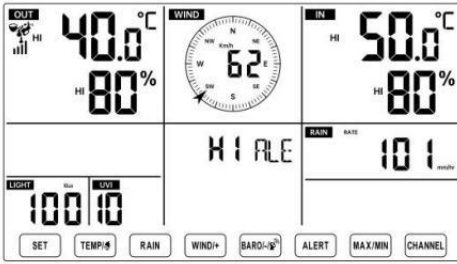 OUT HI 40.0 °C
HI 80%
WIND
N
NW Km/h NE
W 62 E
SW SE
S
IN HI 50.0 °C
HI 80%
HI ALE
RAIN RATE
101 mm/hr
LIGHT Klux UVI
100 10
SET TEMP/ RAIN WIND/+ BARO/-/ ALERT MAX/MIN CHANNEL